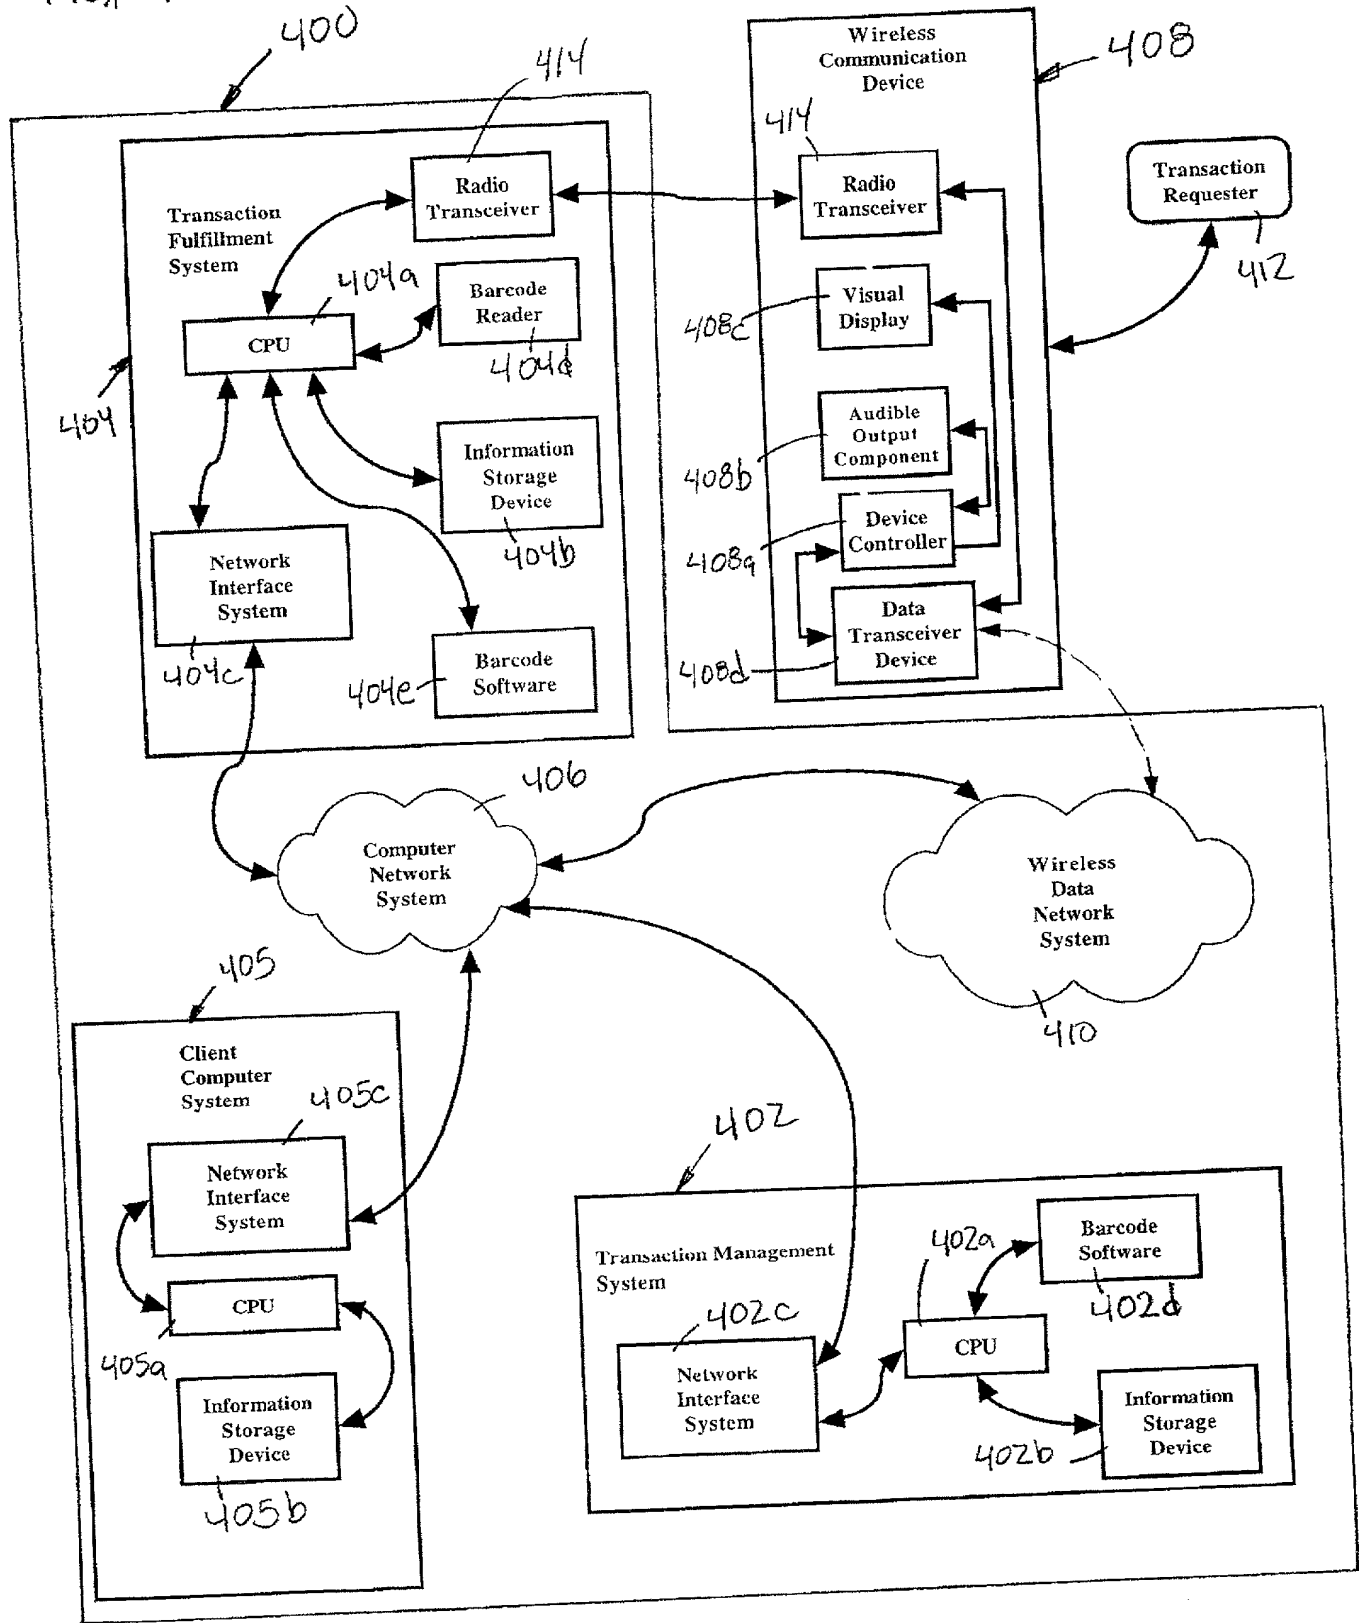 400
414
Transaction
Fulfillment
System
Radio
Transceiver
404a
CPU
Barcode
Reader
404d
404
Information
Storage
Device
404b
Network
Interface
System
404c
Barcode
Software
404e
Wireless
Communication
Device
408
414
Radio
Transceiver
Visual
Display
408c
Audible
Output
Component
408b
Device
Controller
408a
Data
Transceiver
Device
408d
Transaction
Requester
412
406
Computer
Network
System
Wireless
Data
Network
System
410
405
Client
Computer
System
405c
Network
Interface
System
CPU
405a
Information
Storage
Device
405b
402
Transaction Management
System
402c
Network
Interface
System
402a
CPU
Barcode
Software
402d
Information
Storage
Device
402b